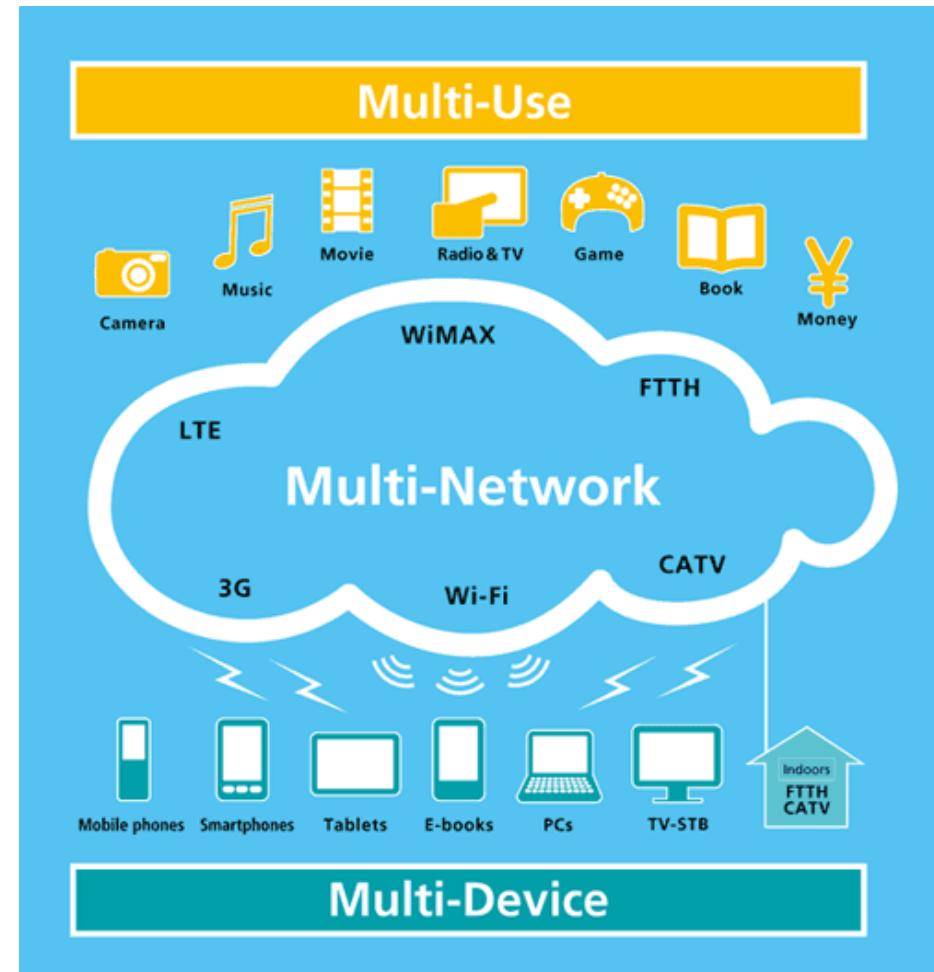 Multi-Use
Movie
Radio & TV
Game
Music
Book
Camera
Money
WiMAX
FTTH
LTE
Multi-Network
CATV
3G
Wi-Fi
Indoors
FTTH
CATV
Mobile phones
Smartphones
Tablets
E-books
PCs
TV-STB
Multi-Device